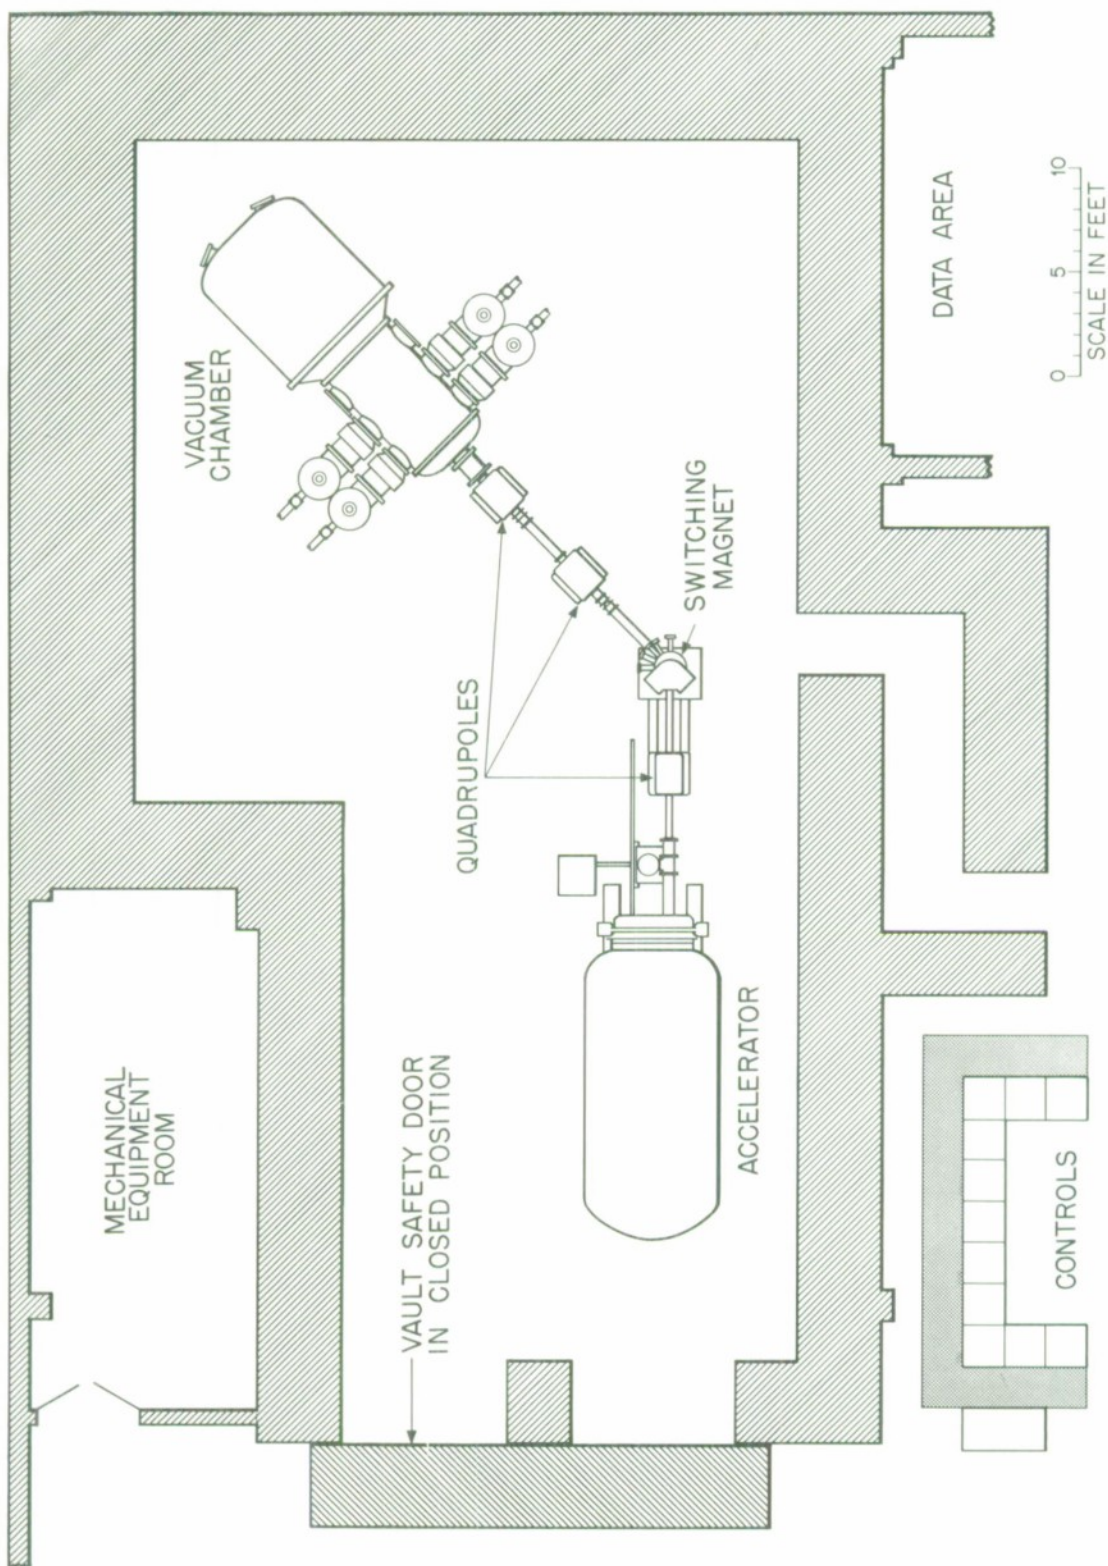 MECHANICAL
EQUIPMENT
ROOM
VAULT SAFETY DOOR
IN CLOSED POSITION
VACUUM
CHAMBER
QUADRUPOLES
SWITCHING
MAGNET
ACCELERATOR
CONTROLS
DATA AREA
0 5 10
SCALE IN FEET